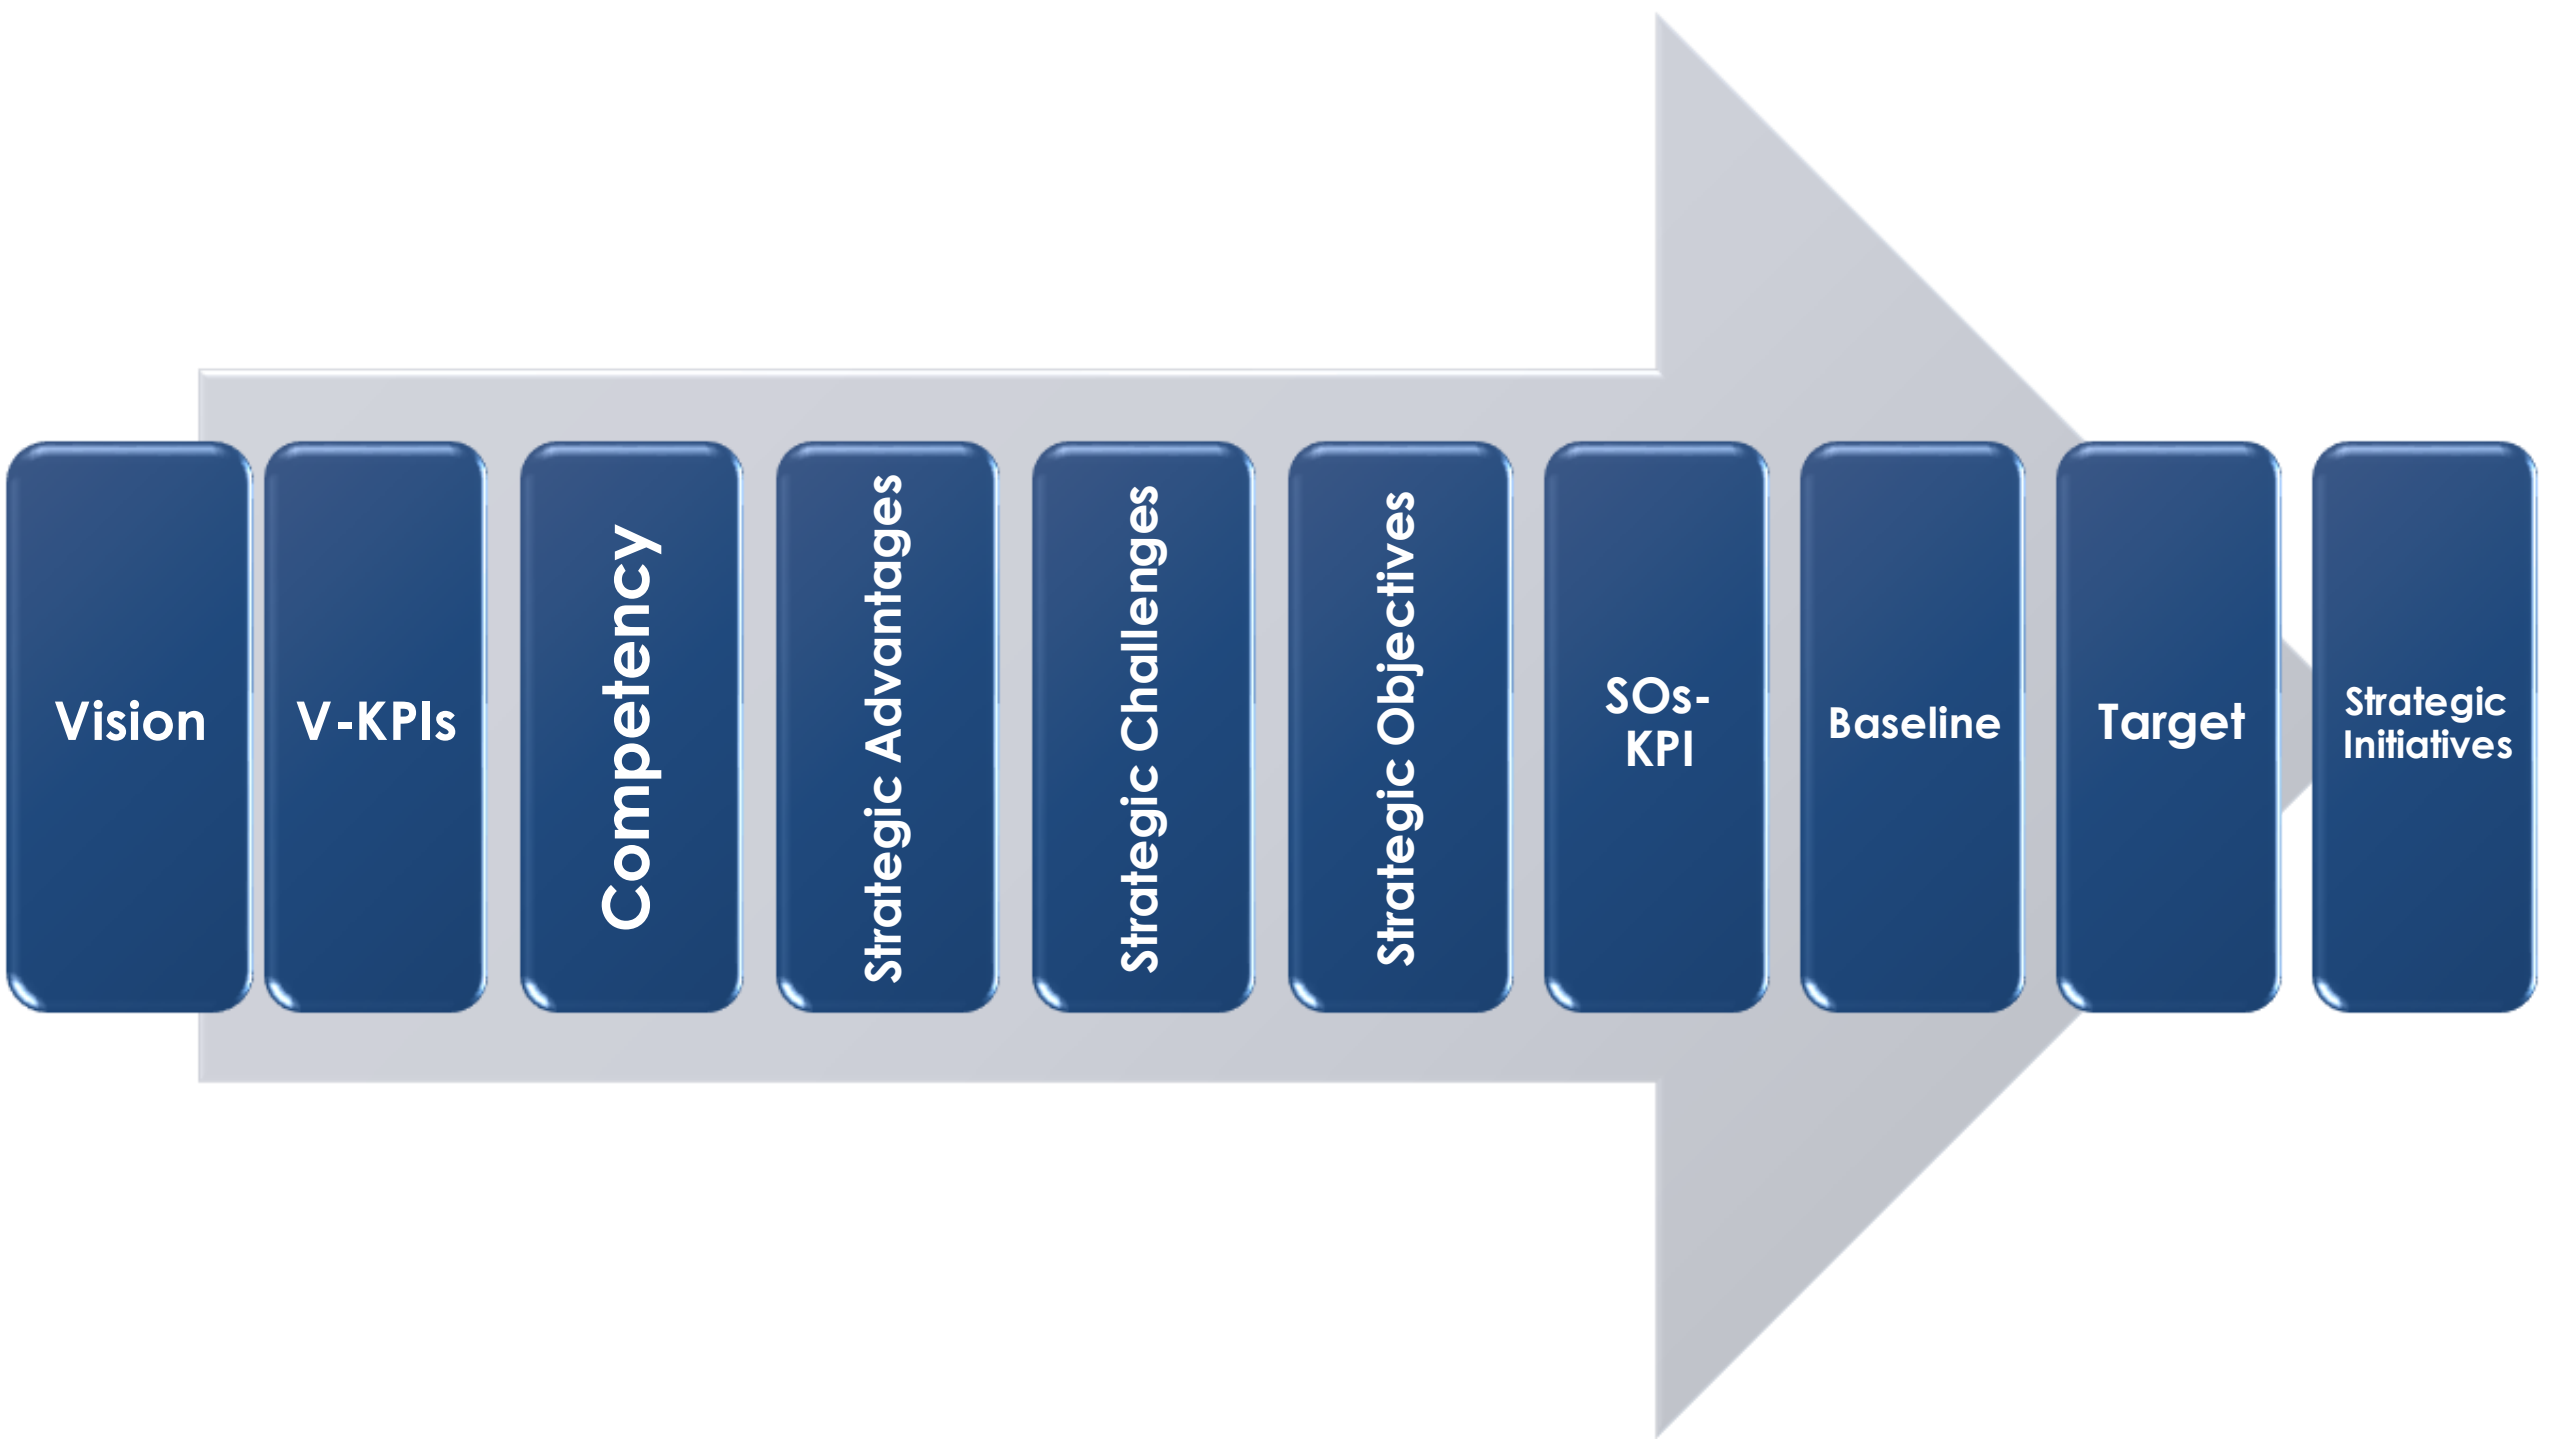 Vision
V-KPIs
Competency
Strategic Advantages
Strategic Challenges
Strategic Objectives
SOs-
KPI
Baseline
Target
Strategic
Initiatives